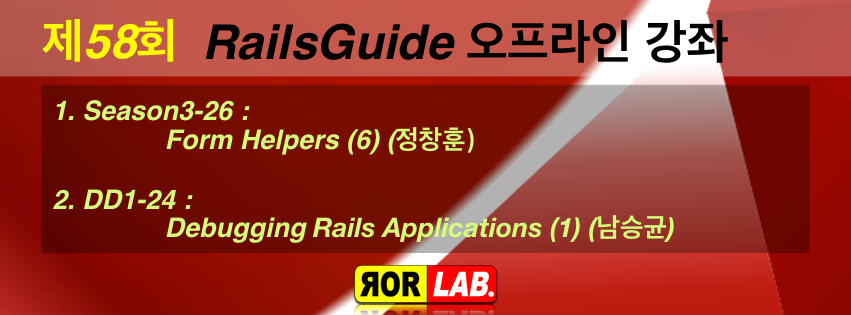 제58회 RailsGuide 오프라인 강좌
1. Season3-26 :
Form Helpers (6) (정창훈)
2. DD1-24 :
Debugging Rails Applications (1) (남승균)
ЯOR LAB.